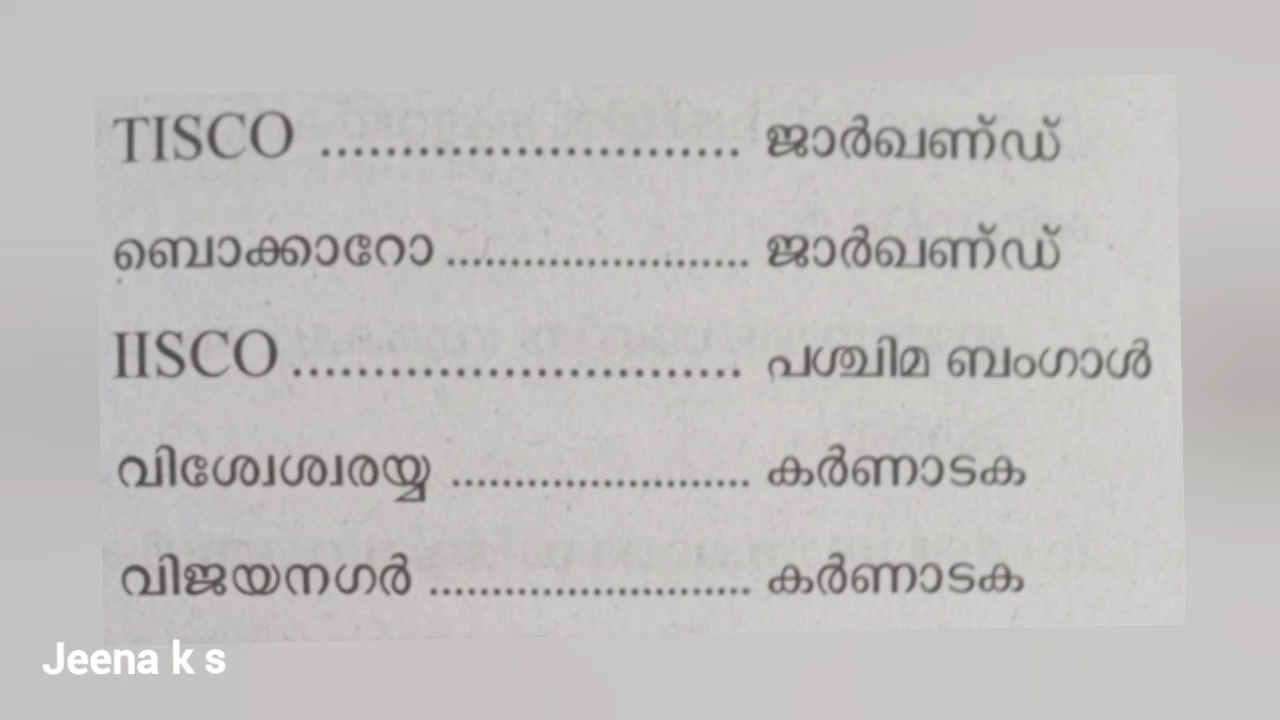 TISCO .......................... ജാർഖണ്ഡ്
ബൊക്കാറോ ....................... ജാർഖണ്ഡ്
IISCO ............................ പശ്ചിമ ബംഗാൾ
വിശ്വേശ്വരയ്യ ....................... കർണാടക
വിജയനഗർ ......................... കർണാടക
Jeena k s